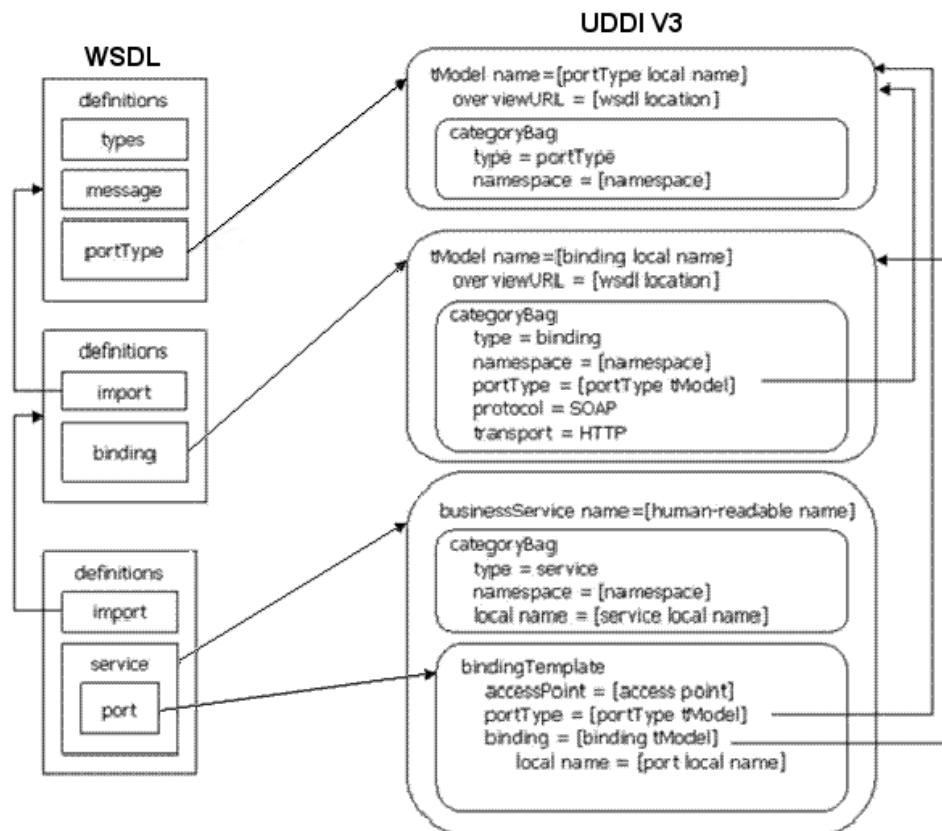 UDDI V3
WSDL
definitions
types
message
portType
definitions
import
binding
definitions
import
service
port
tModel name=[portType local name]
overviewURL = [wsdl location]
categoryBag
type = portType
namespace = [namespace]
tModel name=[binding local name]
overviewURL = [wsdl location]
categoryBag
type = binding
namespace = [namespace]
portType = [portType tModel]
protocol = SOAP
transport = HTTP
businessService name=[human-readable name]
categoryBag
type = service
namespace = [namespace]
local name = [service local name]
bindingTemplate
accessPoint = [access point]
portType = [portType tModel]
binding = [binding tModel]
local name = [port local name]